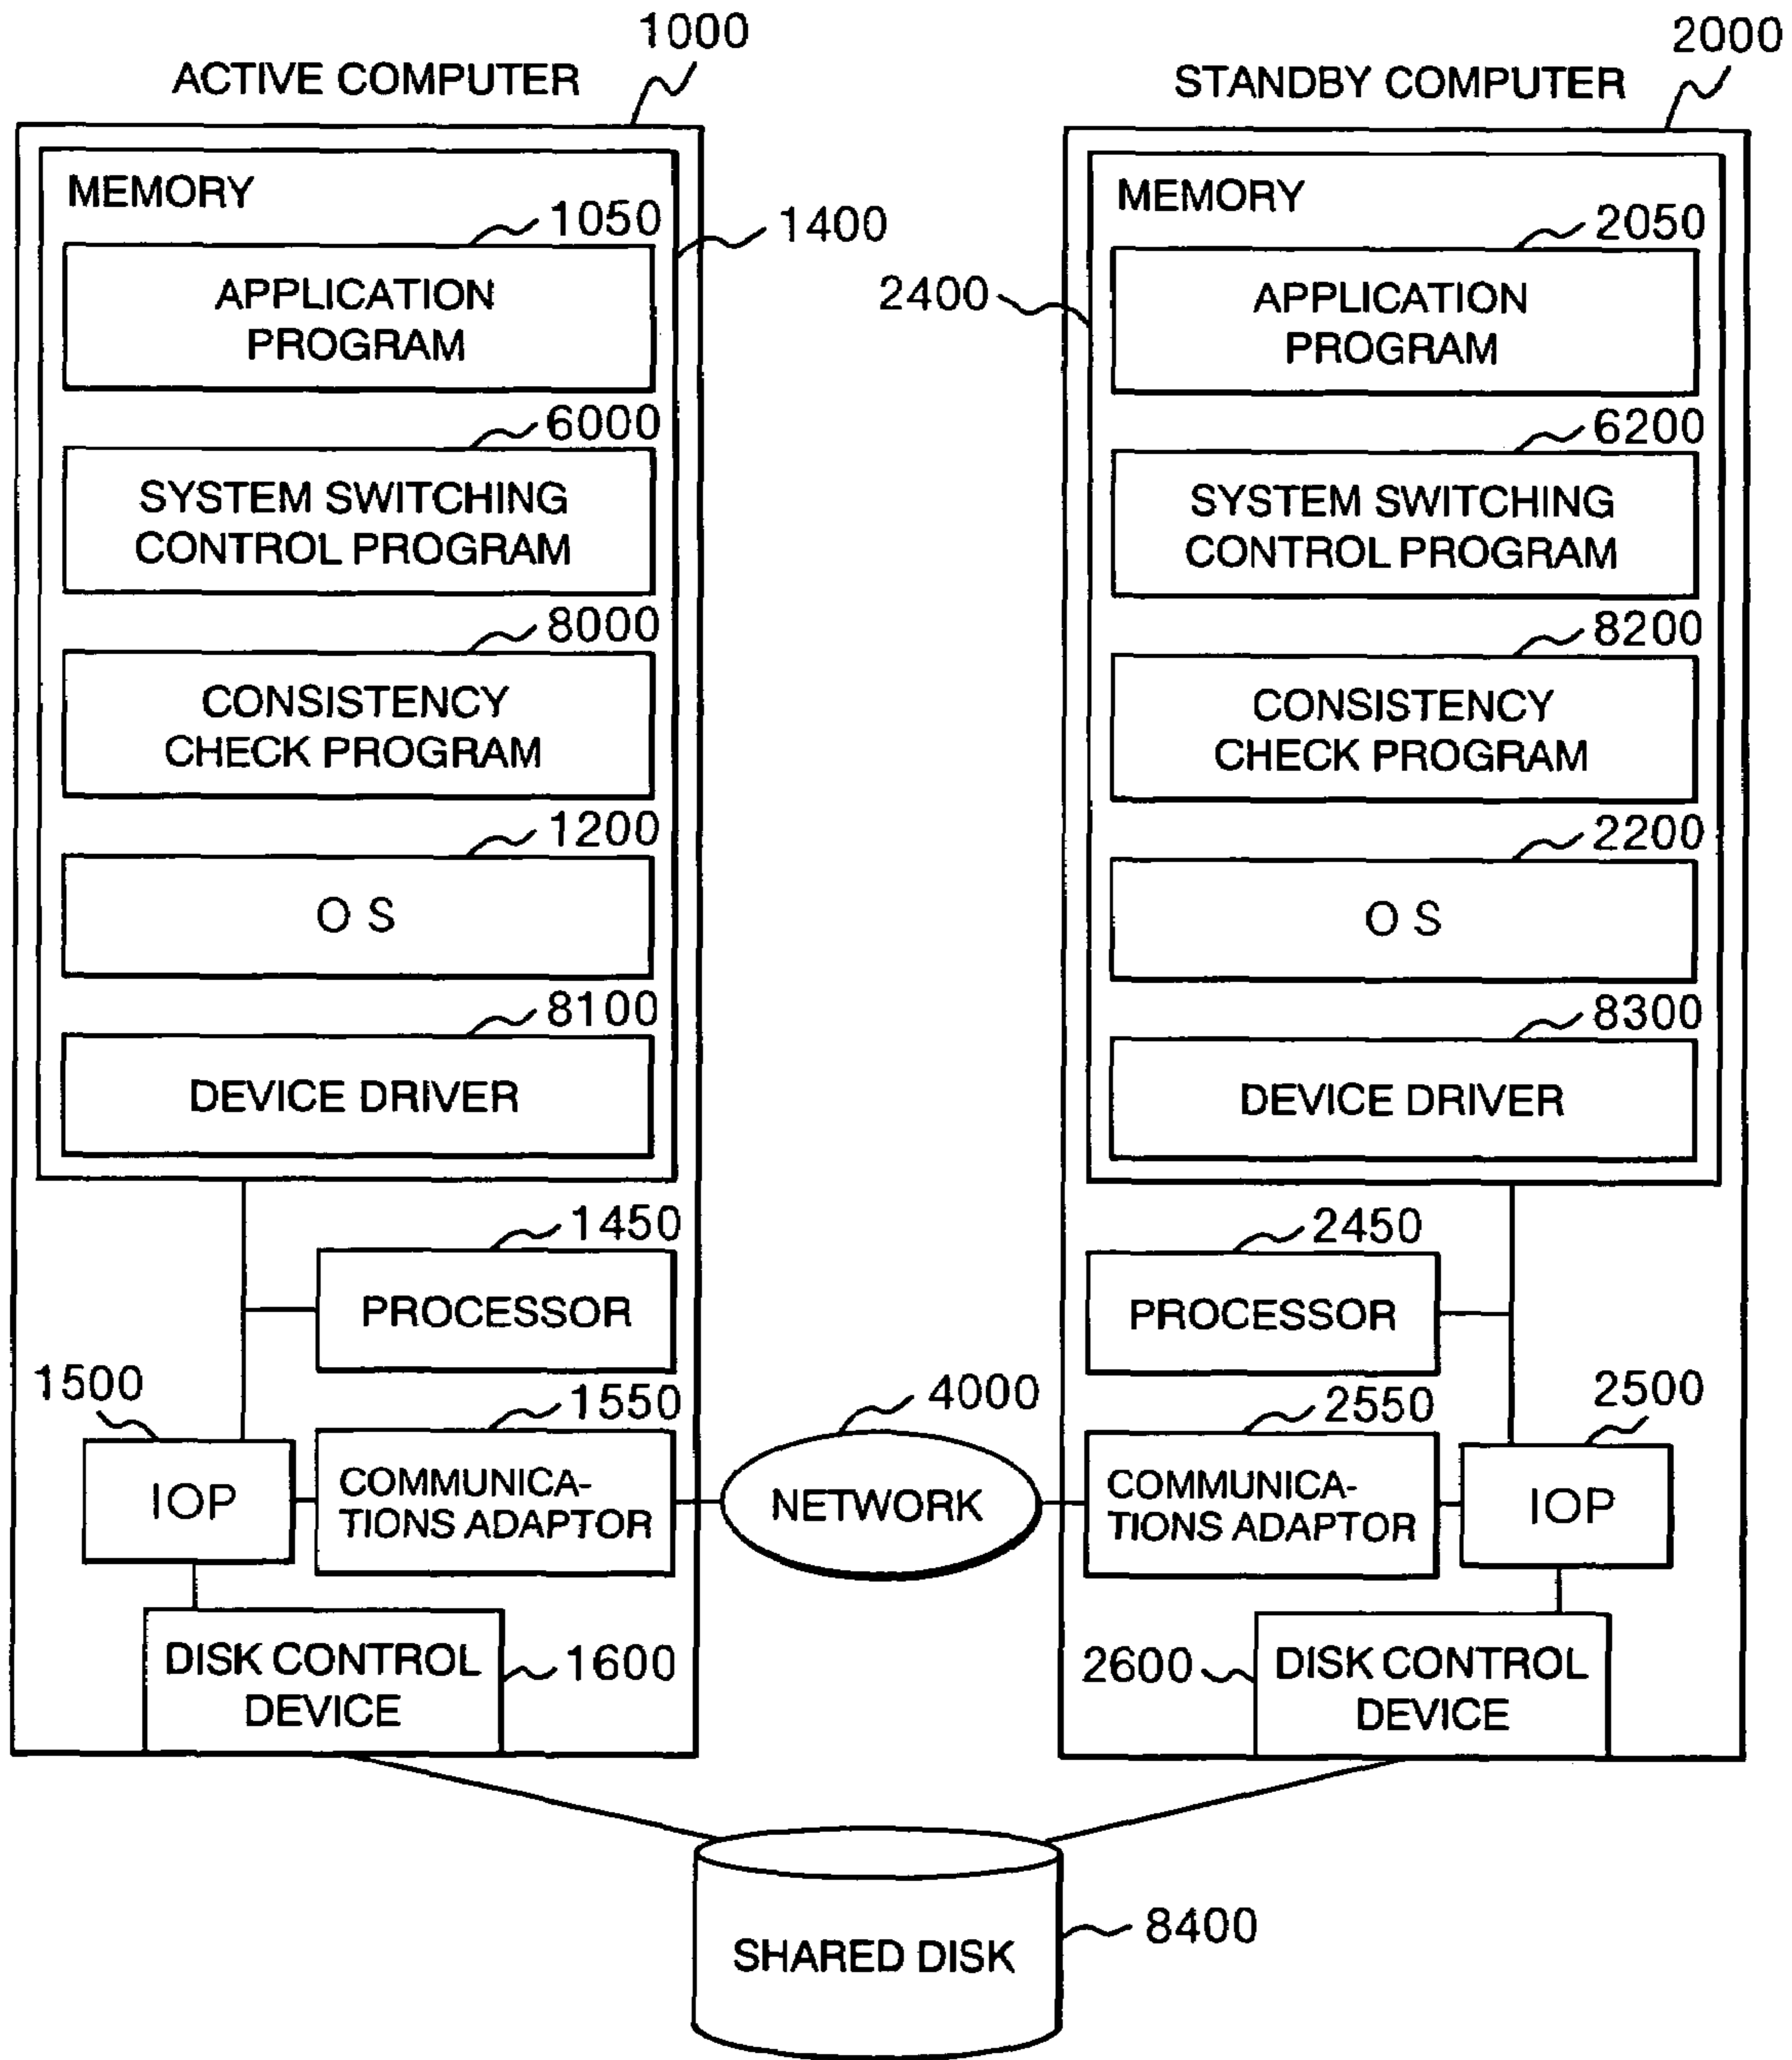 1000
ACTIVE COMPUTER
MEMORY
1050
1400
APPLICATION
PROGRAM
6000
SYSTEM SWITCHING
CONTROL PROGRAM
8000
CONSISTENCY
CHECK PROGRAM
1200
O S
8100
DEVICE DRIVER
1450
PROCESSOR
1500
1550
IOP
COMMUNICA-
TIONS ADAPTOR
DISK CONTROL
DEVICE
1600
4000
NETWORK
2000
STANDBY COMPUTER
MEMORY
2050
2400
APPLICATION
PROGRAM
6200
SYSTEM SWITCHING
CONTROL PROGRAM
8200
CONSISTENCY
CHECK PROGRAM
2200
O S
8300
DEVICE DRIVER
2450
PROCESSOR
2550
2500
COMMUNICA-
TIONS ADAPTOR
IOP
2600
DISK CONTROL
DEVICE
SHARED DISK
8400